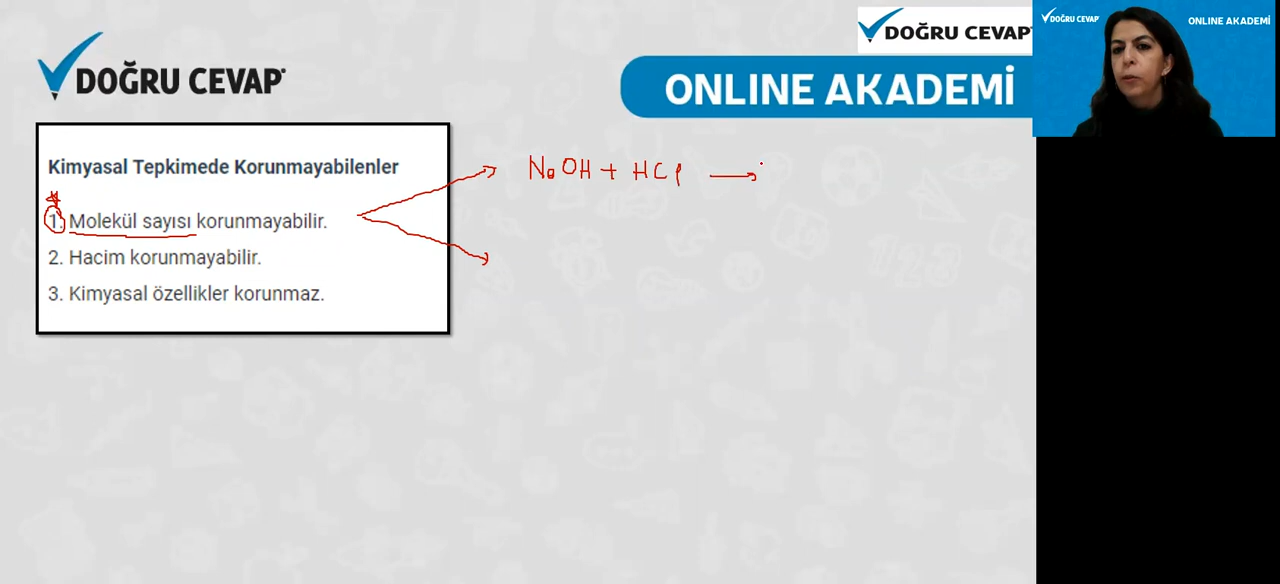 DOĞRU CEVAP
DOĞRU CEVAP
DOĞRU CEVAP
ONLINE AKADEMİ
ONLINE AKADEMİ
Kimyasal Tepkimede Korunmayabilenler
1. Molekül sayısı korunmayabilir.
2. Hacim korunmayabilir.
3. Kimyasal özellikler korunmaz.
NaOH + HCl →